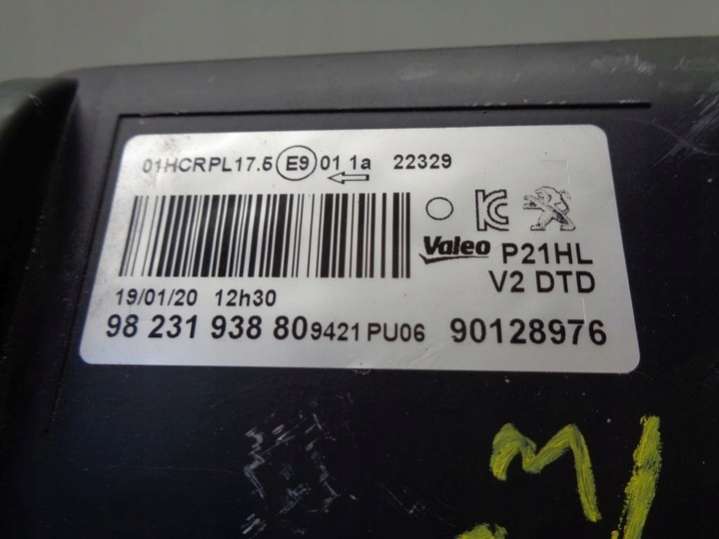 01HCRPL17.5 E9 01 1a 22329
KC
Valeo P21HL
V2 DTD
19/01/20 12h30
98 231 938 80 9421 PU06 90128976